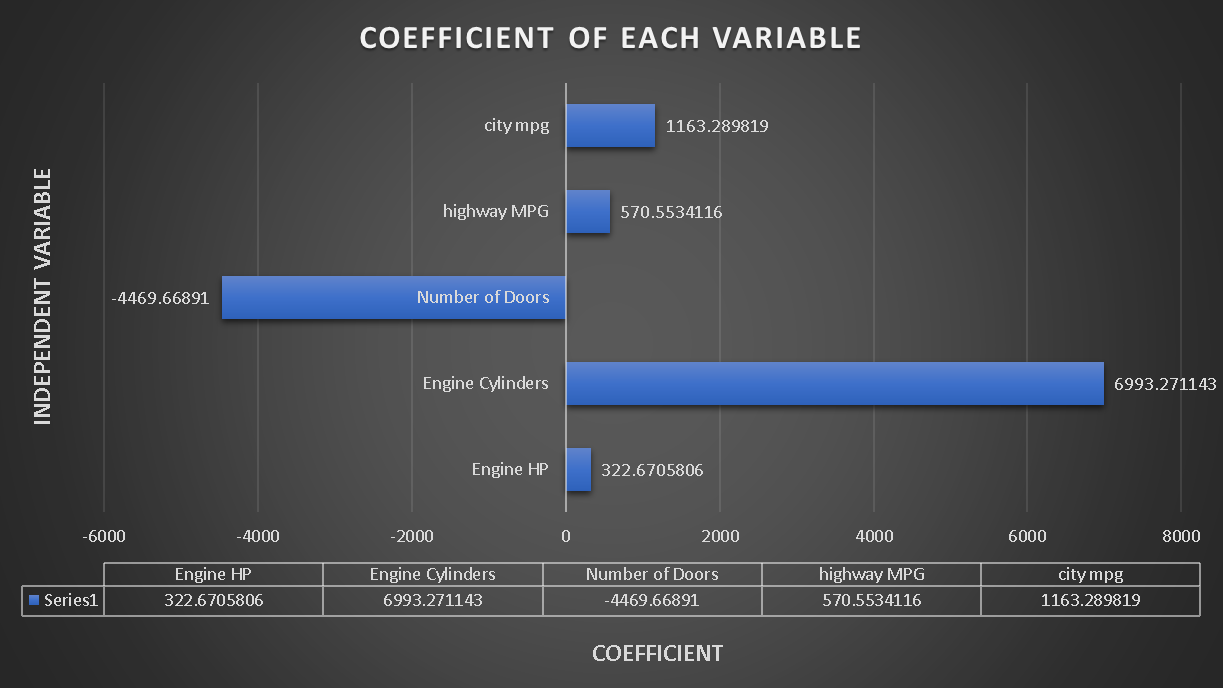 COEFFICIENT OF EACH VARIABLE
INDEPENDENT VARIABLE
city mpg 1163.289819
highway MPG 570.5534116
-4469.66891 Number of Doors
Engine Cylinders 6993.271143
Engine HP 322.6705806
-6000 -4000 -2000 0 2000 4000 6000 8000
Engine HP Engine Cylinders Number of Doors highway MPG city mpg
Series1 322.6705806 6993.271143 -4469.66891 570.5534116 1163.289819
COEFFICIENT